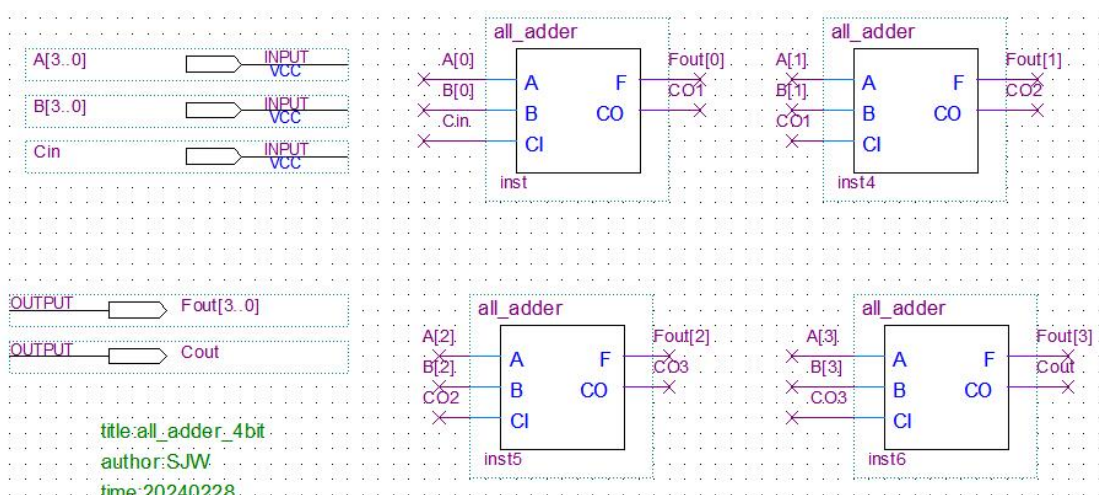 A[3..0]
INPUT
VCC
B[3..0]
INPUT
VCC
Cin
INPUT
VCC
all_adder
A[0]
B[0]
Cin
A
B
CI
F
CO
Fout[0]
CO1
inst
all_adder
A[1]
B[1]
CO1
A
B
CI
F
CO
Fout[1]
CO2
inst4
OUTPUT
Fout[3..0]
OUTPUT
Cout
all_adder
A[2]
B[2]
CO2
A
B
CI
F
CO
Fout[2]
CO3
inst5
all_adder
A[3]
B[3]
CO3
A
B
CI
F
CO
Fout[3]
Cout
inst6
title:all_adder_4bit
author:SJW
time:20240228